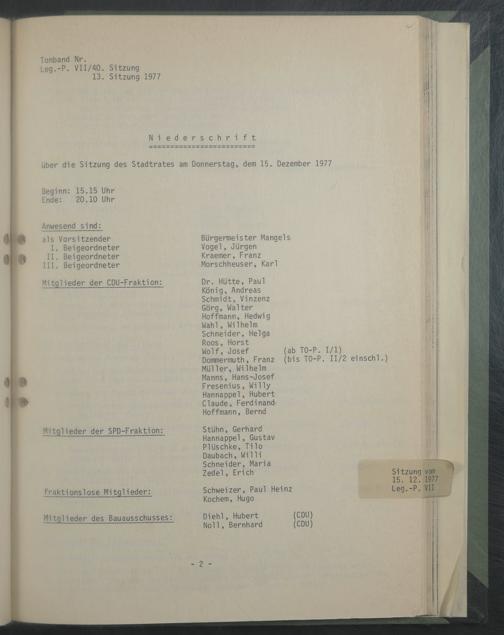 Tonband Nr.
Leg.-P. VII/40. Sitzung
13. Sitzung 1977
Niederschrift
über die Sitzung des Stadtrates am Donnerstag, dem 15. Dezember 1977
Beginn: 15.15 Uhr
Ende: 20.10 Uhr
Anwesend sind:
als Vorsitzender Bürgermeister Mangels
I. Beigeordneter Vogel, Jürgen
II. Beigeordneter Kraemer, Franz
III. Beigeordneter Morschheuser, Karl
Mitglieder der CDU-Fraktion: Dr. Hütte, Paul
König, Andreas
Schmidt, Vinzenz
Görg, Walter
Hoffmann, Hedwig
Wahl, Wilhelm
Schneider, Helga
Roos, Horst
Wolf, Josef (ab TO-P. I/1)
Dommermuth, Franz (bis TO-P. II/2 einschl.)
Müller, Wilhelm
Manns, Hans-Josef
Fresenius, Willy
Hannappel, Hubert
Claude, Ferdinand
Hoffmann, Bernd
Mitglieder der SPD-Fraktion: Stühn, Gerhard
Hannappel, Gustav
Plüschke, Tilo
Daubach, Willi
Schneider, Maria
Zedel, Erich
Fraktionslose Mitglieder: Schweizer, Paul Heinz
Kochem, Hugo
Mitglieder des Bauausschusses: Diehl, Hubert (CDU)
Noll, Bernhard (CDU)
Sitzung vom
15. 12. 1977
Leg.-P. VII
- 2 -